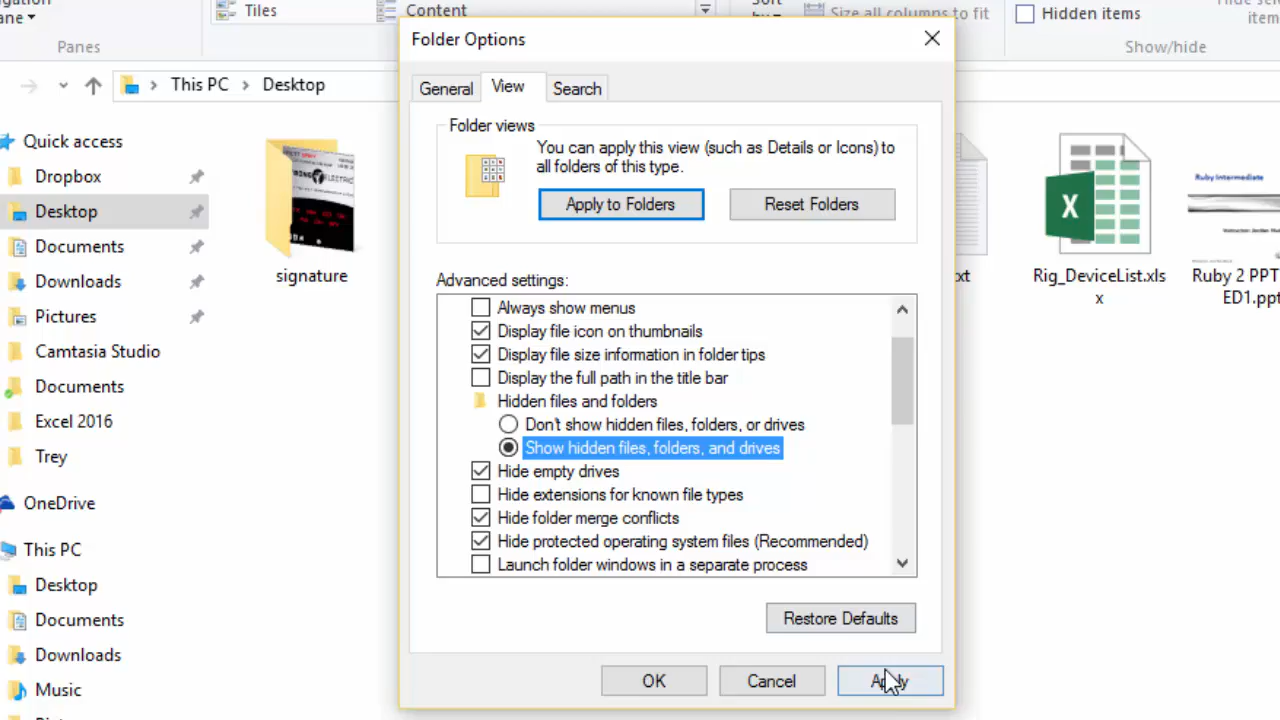 ane
Panes
Tiles
Content
Size all columns to fit
Hidden items
Show/hide
This PC
Desktop
Quick access
Dropbox
Desktop
Documents
Downloads
Pictures
Camtasia Studio
Documents
Excel 2016
Trey
OneDrive
This PC
Desktop
Documents
Downloads
Music
signature
Folder Options
General
View
Search
Folder views
You can apply this view (such as Details or Icons) to
all folders of this type.
Apply to Folders
Reset Folders
Advanced settings:
Always show menus
Display file icon on thumbnails
Display file size information in folder tips
Display the full path in the title bar
Hidden files and folders
Don't show hidden files, folders, or drives
Show hidden files, folders, and drives
Hide empty drives
Hide extensions for known file types
Hide folder merge conflicts
Hide protected operating system files (Recommended)
Launch folder windows in a separate process
Restore Defaults
OK
Cancel
Apply
xt
X
Rig_DeviceList.xls
x
Ruby Intermediate
Ruby 2 PPT
ED1.ppt